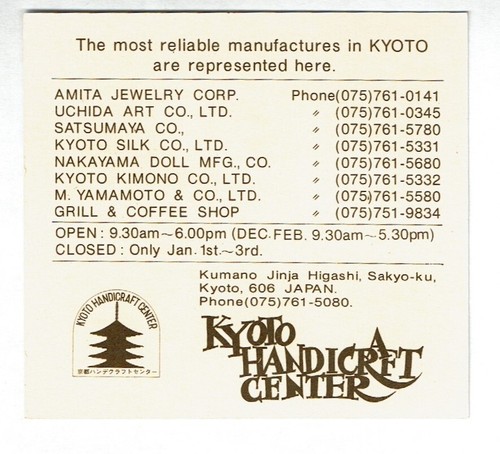 The most reliable manufactures in KYOTO
are represented here.
AMITA JEWELRY CORP. Phone(075)761-0141
UCHIDA ART CO., LTD. 〃 (075)761-0345
SATSUMAYA CO., 〃 (075)761-5780
KYOTO SILK CO., LTD. 〃 (075)761-5331
NAKAYAMA DOLL MFG., CO. 〃 (075)761-5680
KYOTO KIMONO CO., LTD. 〃 (075)761-5332
M. YAMAMOTO & CO., LTD. 〃 (075)761-5580
GRILL & COFFEE SHOP 〃 (075)751-9834
OPEN : 9.30am~6.00pm (DEC. FEB. 9.30am~5.30pm)
CLOSED : Only Jan. 1st.~3rd.
Kumano Jinja Higashi, Sakyo-ku,
Kyoto, 606 JAPAN.
Phone(075)761-5080.
KYOTO HANDICRAFT CENTER
京都ハンディクラフトセンター
KYOTO
HANDICRAFT
CENTER